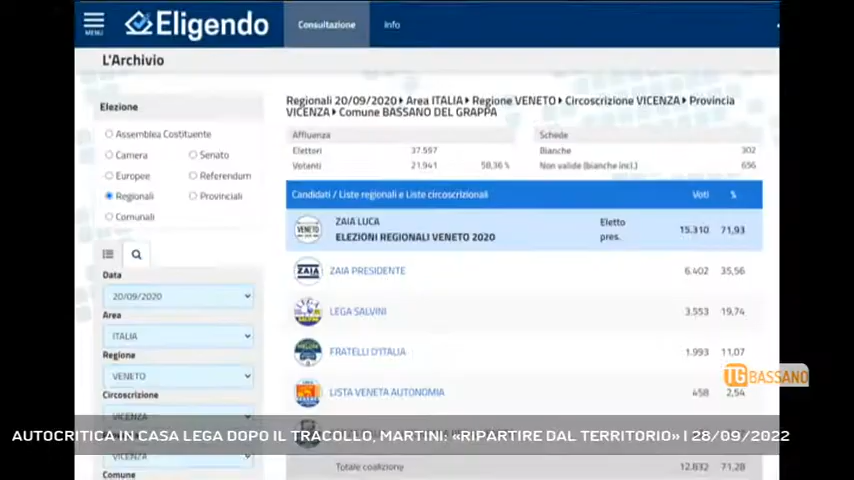 MENU
Eligendo
Consultazione
Info
L'Archivio
Elezione
Assemblea Costituente
Camera
Senato
Europee
Referendum
Regionali
Provinciali
Comunali
Data
20/09/2020
Area
ITALIA
Regione
VENETO
Circoscrizione
VICENZA
VICENZA
Comune
Regionali 20/09/2020 Area ITALIA Regione VENETO Circoscrizione VICENZA Provincia
VICENZA Comune BASSANO DEL GRAPPA
Affluenza
Elettori 37.597
Votanti 21.941 58,36 %
Schede
Bianche 302
Non valide (bianche incl.) 656
Candidati / Liste regionali e Liste circoscrizionali Voti %
VENETO
ZAIA LUCA
ELEZIONI REGIONALI VENETO 2020
Eletto
pres.
15.310 71,93
ZAIA
ZAIA PRESIDENTE 6.402 35,56
LEGA
LEGA SALVINI 3.553 19,74
FRATELLI D'ITALIA 1.993 11,07
LISTA VENETA AUTONOMIA 458 2,54
Totale coalizione 12.832 71,28
TG BASSANO
AUTOCRITICA IN CASA LEGA DOPO IL TRACOLLO, MARTINI: «RIPARTIRE DAL TERRITORIO» | 28/09/2022